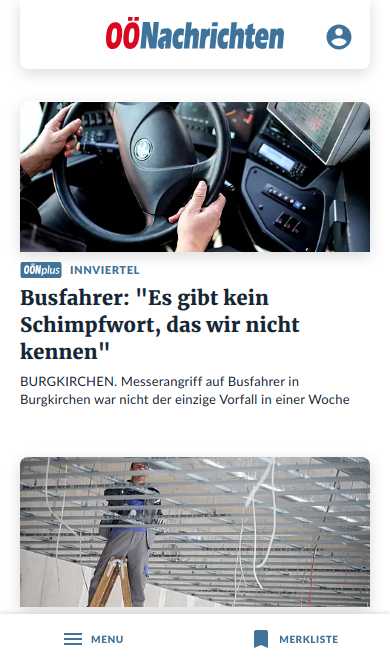 OÖNachrichten
OÖNplus INNVIERTEL
Busfahrer: "Es gibt kein
Schimpfwort, das wir nicht
kennen"
BURGKIRCHEN. Messerangriff auf Busfahrer in
Burgkirchen war nicht der einzige Vorfall in einer Woche
MENU MERKLISTE